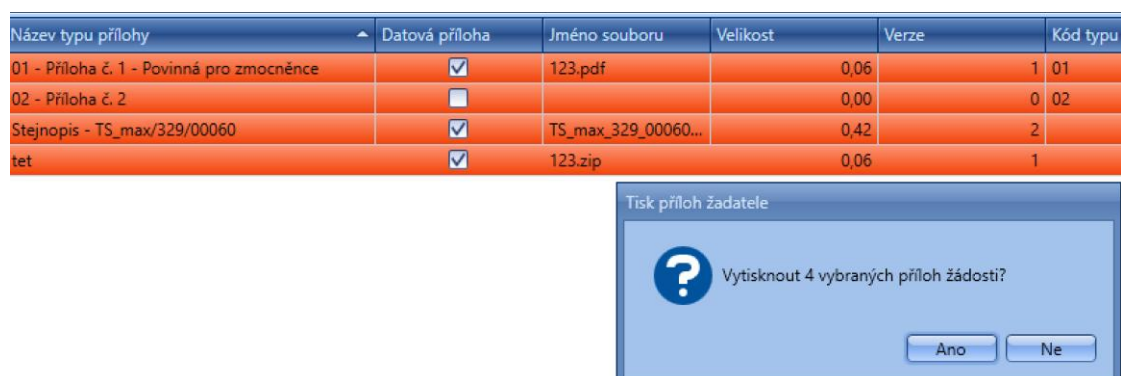 Název typu přílohy Datová příloha Jméno souboru Velikost Verze Kód typu
01 - Příloha č. 1 - Povinná pro zmocněnce 123.pdf 0,06 1 01
02 - Příloha č. 2 0,00 0 02
Stejnopis - TS_max/329/00060 TS_max_329_00060... 0,42 2
tet 123.zip 0,06 1
Tisk příloh žadatele
Vytisknout 4 vybraných příloh žádosti?
Ano Ne